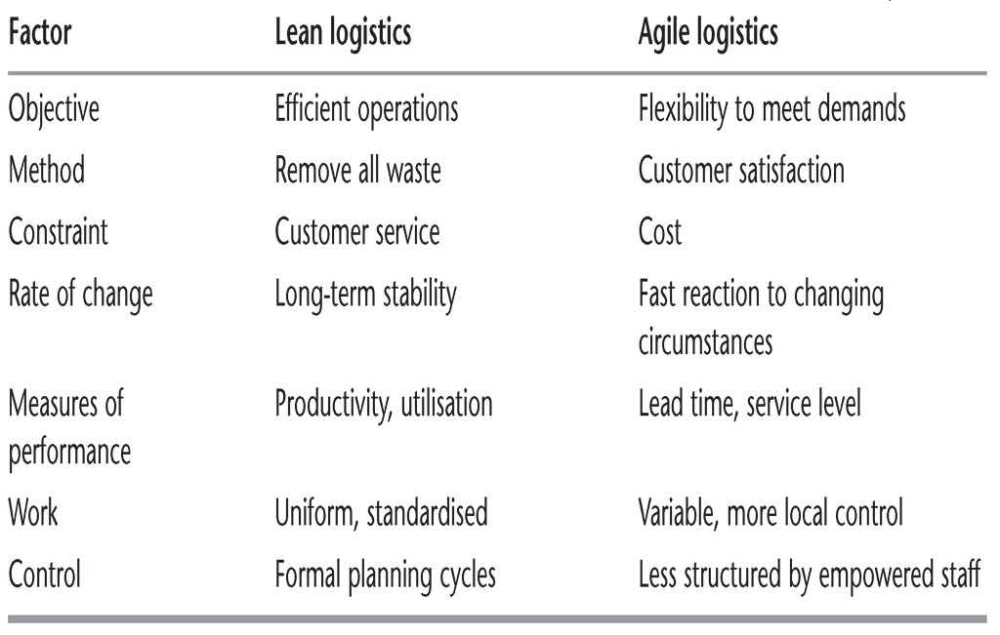 Factor Lean logistics Agile logistics
Objective Efficient operations Flexibility to meet demands
Method Remove all waste Customer satisfaction
Constraint Customer service Cost
Rate of change Long-term stability Fast reaction to changing
circumstances
Measures of Productivity, utilisation Lead time, service level
performance
Work Uniform, standardised Variable, more local control
Control Formal planning cycles Less structured by empowered staff